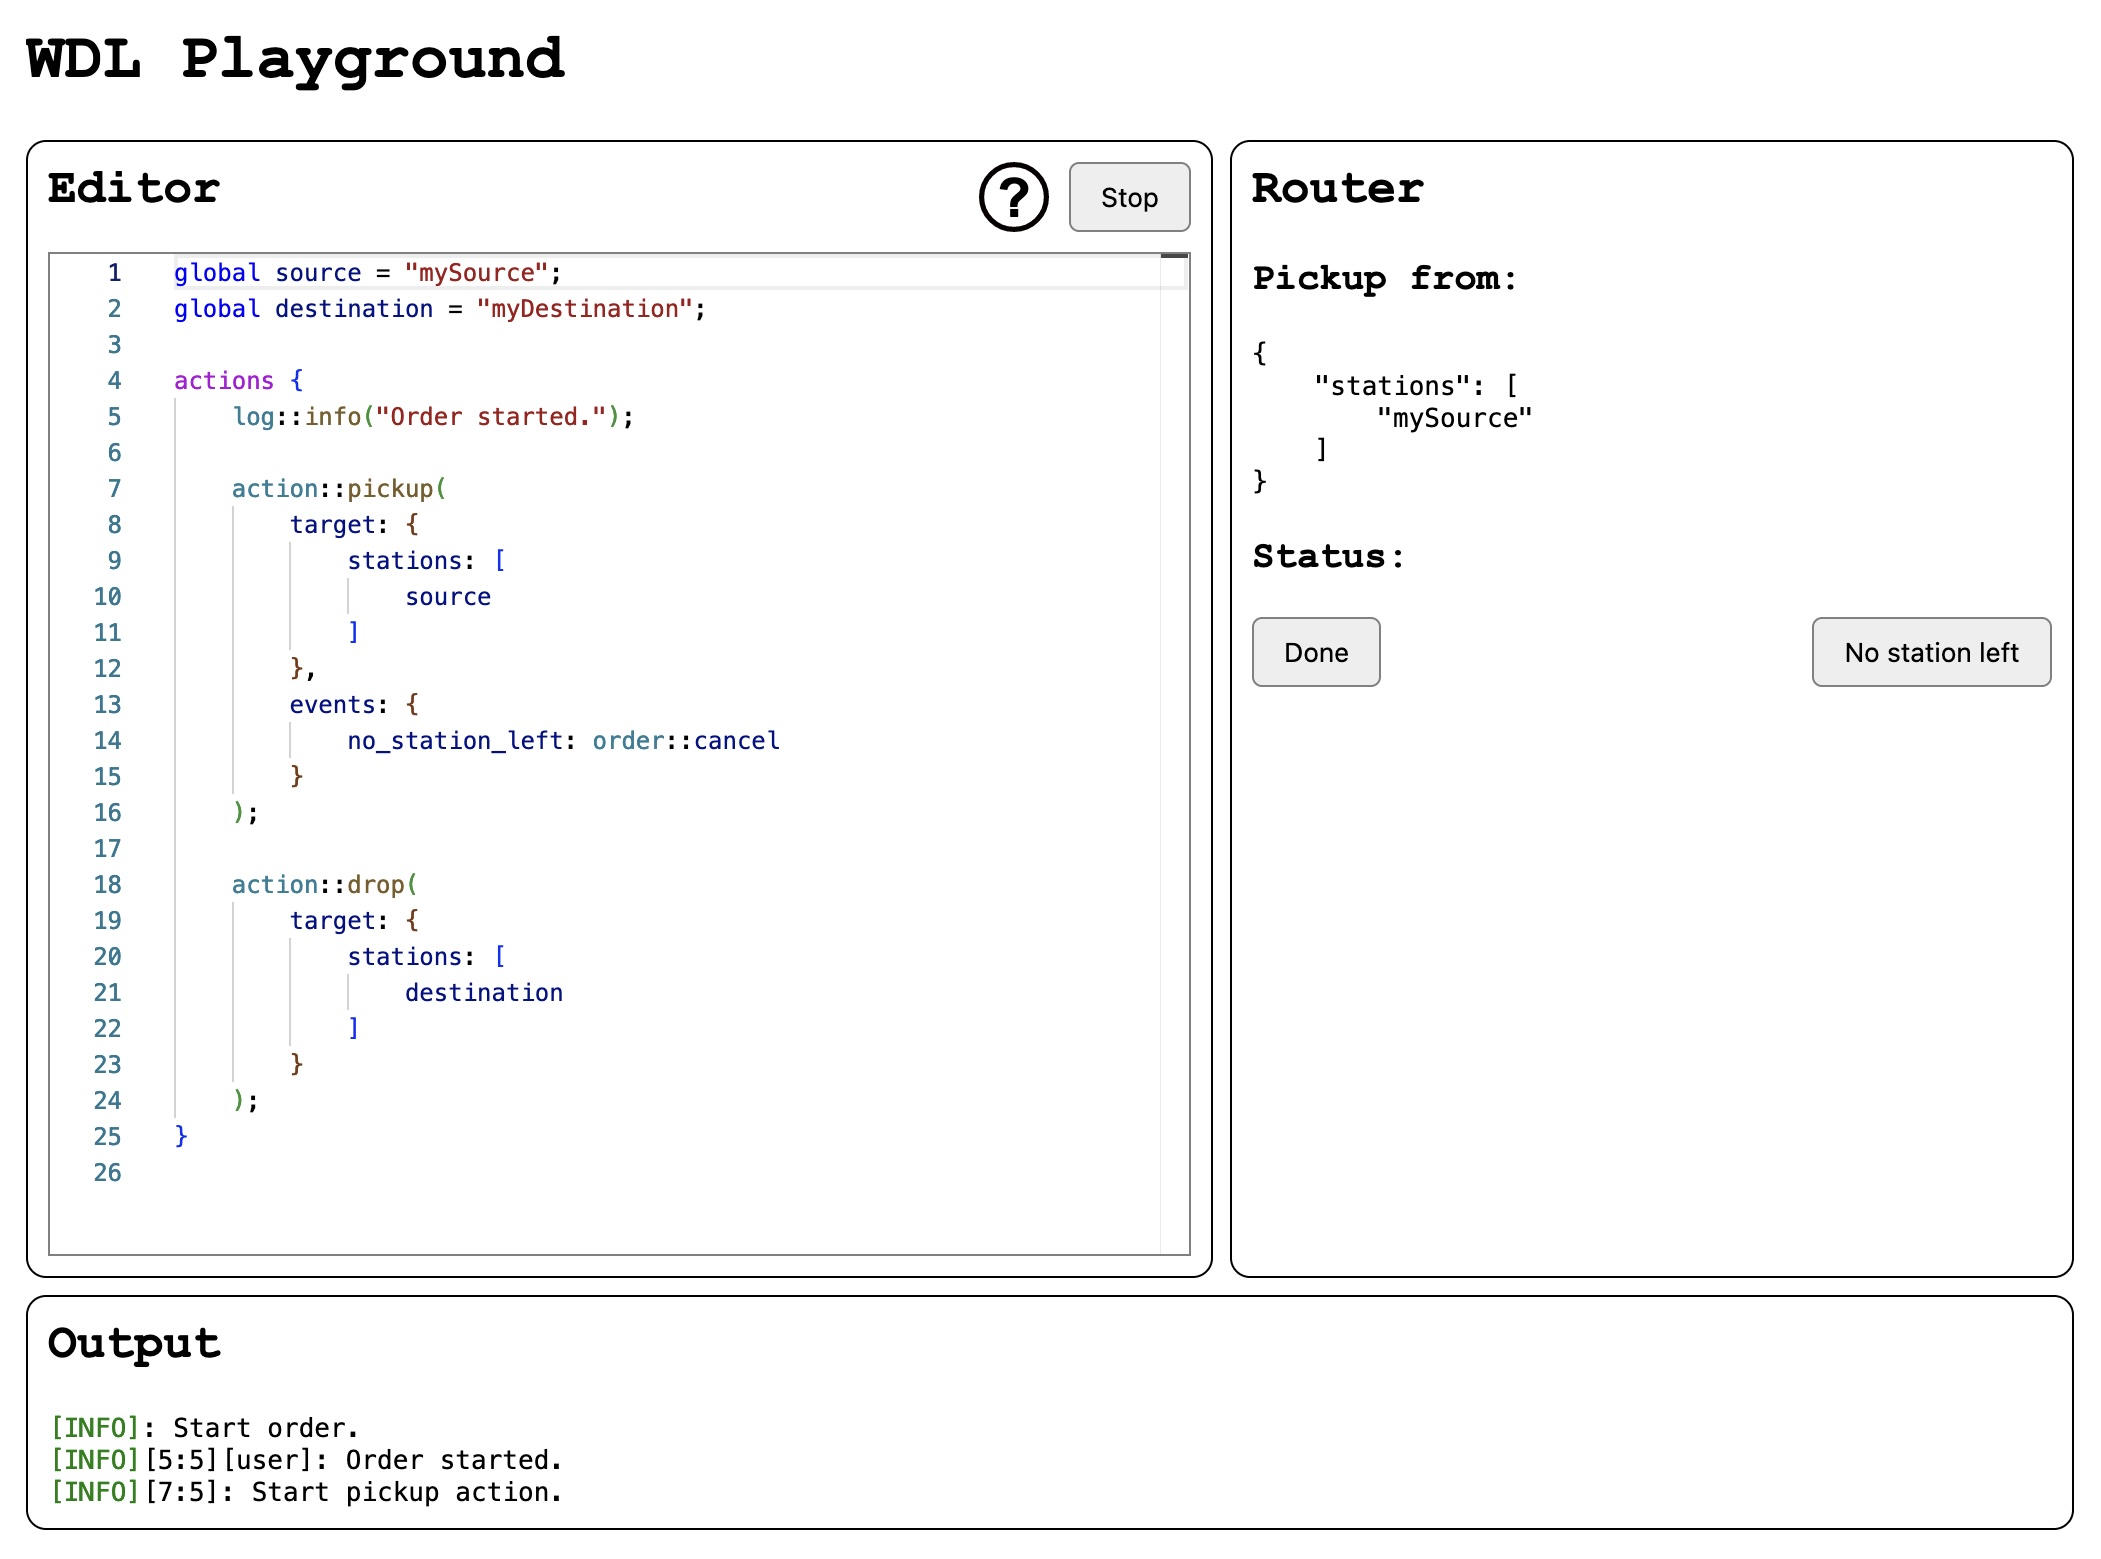 WDL Playground
Editor
?
Stop
1 global source = "mySource";
2 global destination = "myDestination";
3
4 actions {
5     log::info("Order started.");
6
7     action::pickup(
8         target: {
9             stations: [
10                 source
11             ]
12         },
13         events: {
14             no_station_left: order::cancel
15         }
16     );
17
18     action::drop(
19         target: {
20             stations: [
21                 destination
22             ]
23         }
24     );
25 }
26
Router
Pickup from:
{
    "stations": [
        "mySource"
    ]
}
Status:
Done
No station left
Output
[INFO]: Start order.
[INFO][5:5][user]: Order started.
[INFO][7:5]: Start pickup action.